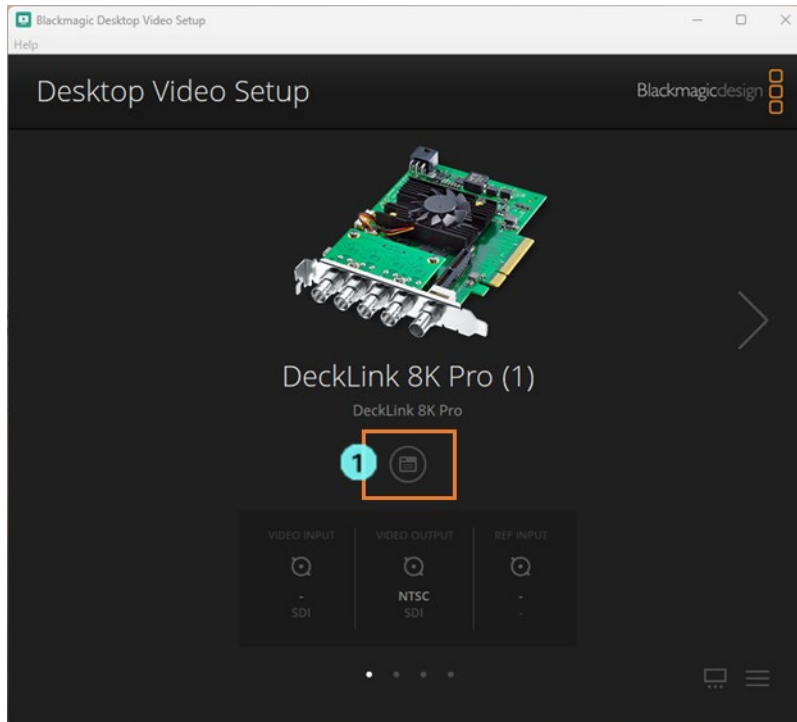 Blackmagic Desktop Video Setup
Help
Desktop Video Setup
Blackmagicdesign
DeckLink 8K Pro (1)
DeckLink 8K Pro
1
VIDEO INPUT VIDEO OUTPUT REF INPUT
- NTSC -
SDI SDI -